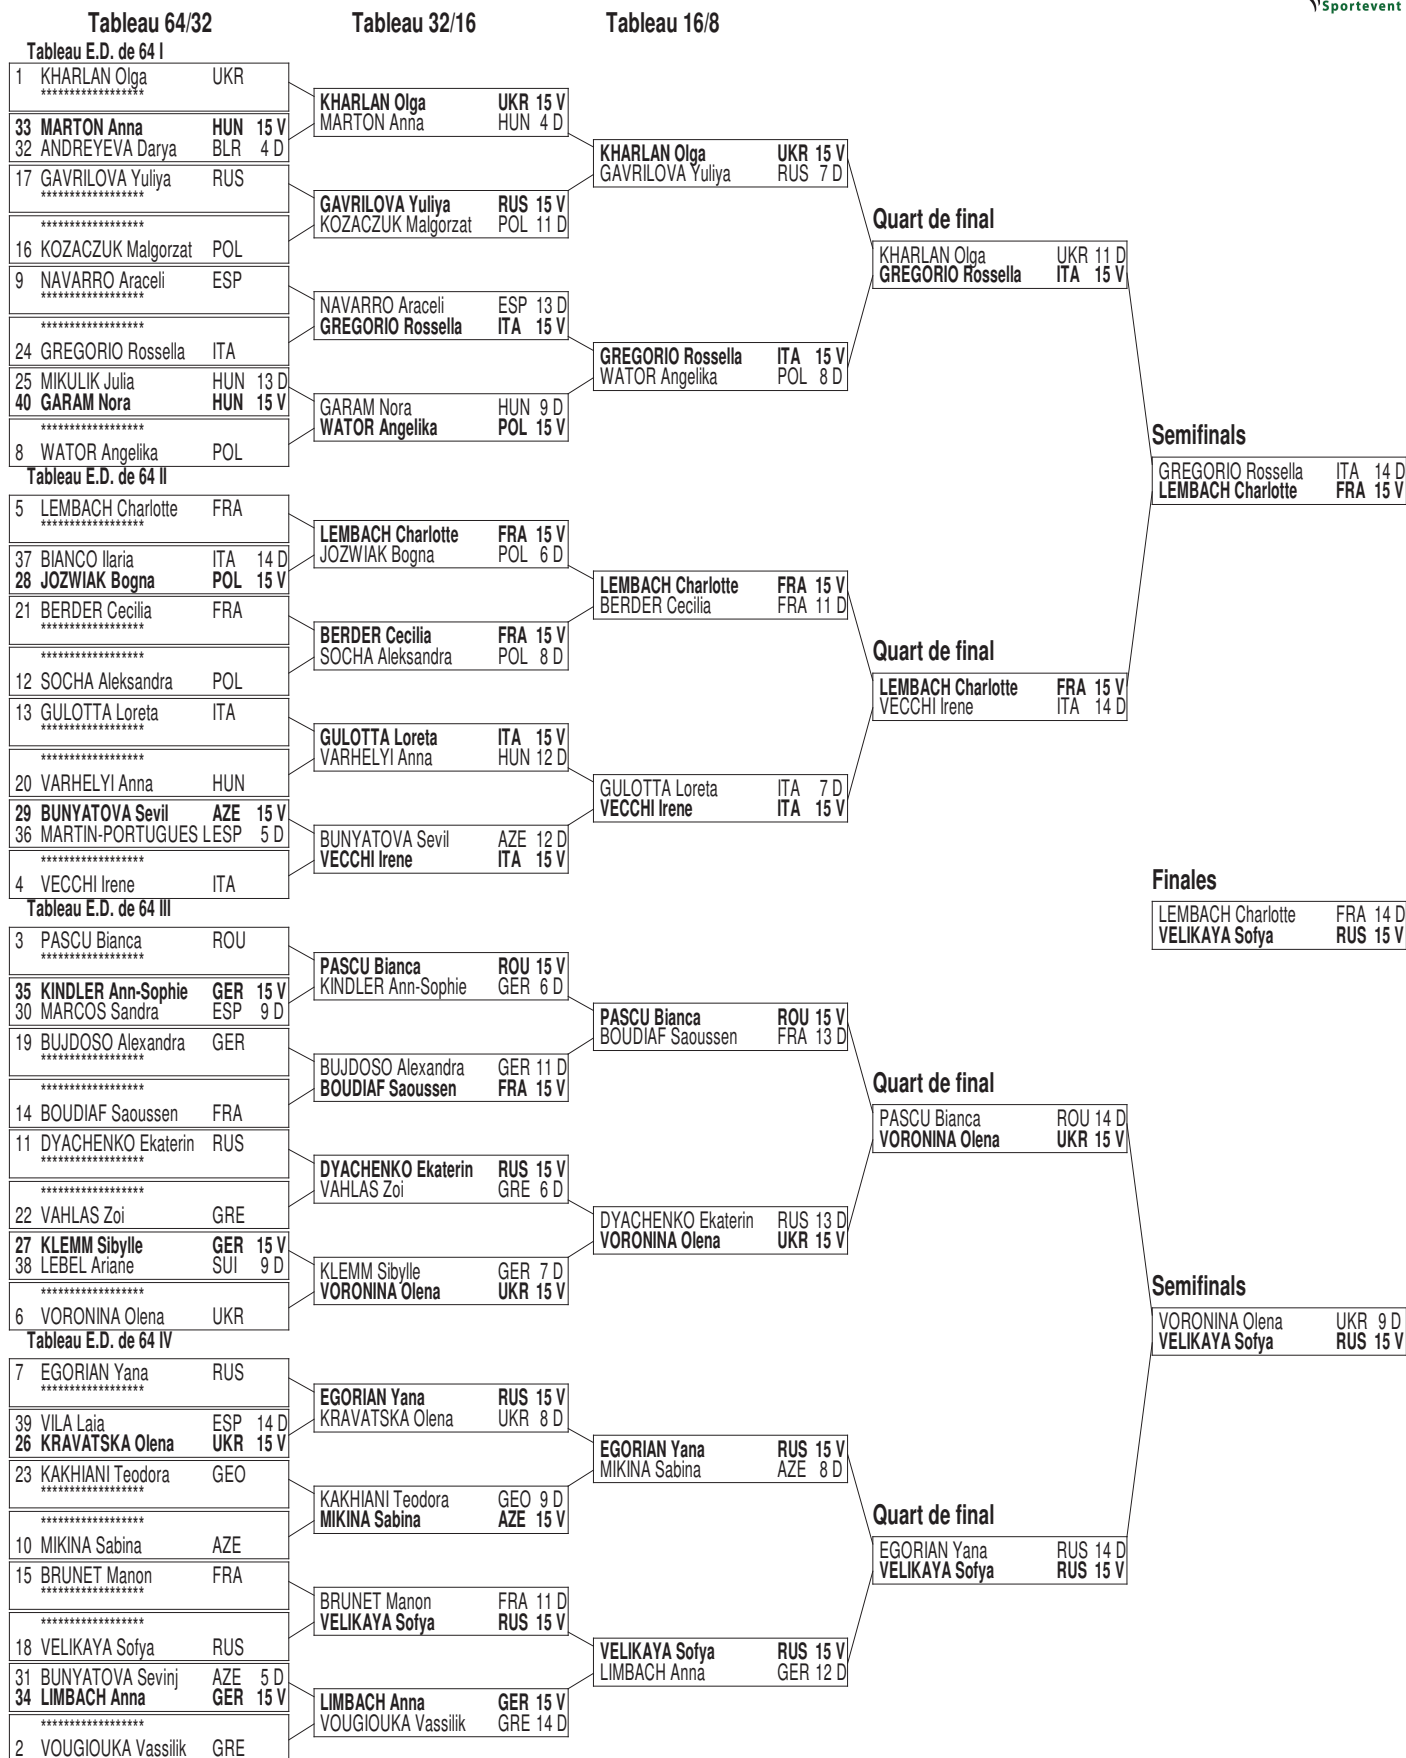 Sportevent
Tableau 64/32 Tableau 32/16 Tableau 16/8
Tableau E.D. de 64 I
1 KHARLAN Olga UKR
******************
33 MARTON Anna HUN 15 V
32 ANDREYEVA Darya BLR 4 D
17 GAVRILOVA Yuliya RUS
******************
******************
16 KOZACZUK Malgorzat POL
9 NAVARRO Araceli ESP
******************
******************
24 GREGORIO Rossella ITA
25 MIKULIK Julia HUN 13 D
40 GARAM Nora HUN 15 V
******************
8 WATOR Angelika POL
Tableau E.D. de 64 II
5 LEMBACH Charlotte FRA
******************
37 BIANCO Ilaria ITA 14 D
28 JOZWIAK Bogna POL 15 V
21 BERDER Cecilia FRA
******************
******************
12 SOCHA Aleksandra POL
13 GULOTTA Loreta ITA
******************
******************
20 VARHELYI Anna HUN
29 BUNYATOVA Sevil AZE 15 V
36 MARTIN-PORTUGUES L ESP 5 D
******************
4 VECCHI Irene ITA
Tableau E.D. de 64 III
3 PASCU Bianca ROU
******************
35 KINDLER Ann-Sophie GER 15 V
30 MARCOS Sandra ESP 9 D
19 BUJDOSO Alexandra GER
******************
******************
14 BOUDIAF Saoussen FRA
11 DYACHENKO Ekaterin RUS
******************
******************
22 VAHLAS Zoi GRE
27 KLEMM Sibylle GER 15 V
38 LEBEL Ariane SUI 9 D
******************
6 VORONINA Olena UKR
Tableau E.D. de 64 IV
7 EGORIAN Yana RUS
******************
39 VILA Laia ESP 14 D
26 KRAVATSKA Olena UKR 15 V
23 KAKHIANI Teodora GEO
******************
******************
10 MIKINA Sabina AZE
15 BRUNET Manon FRA
******************
******************
18 VELIKAYA Sofya RUS
31 BUNYATOVA Sevinj AZE 5 D
34 LIMBACH Anna GER 15 V
******************
2 VOUGIOUKA Vassilik GRE
KHARLAN Olga UKR 15 V
MARTON Anna HUN 4 D
GAVRILOVA Yuliya RUS 15 V
KOZACZUK Malgorzat POL 11 D
NAVARRO Araceli ESP 13 D
GREGORIO Rossella ITA 15 V
GARAM Nora HUN 9 D
WATOR Angelika POL 15 V
LEMBACH Charlotte FRA 15 V
JOZWIAK Bogna POL 6 D
BERDER Cecilia FRA 15 V
SOCHA Aleksandra POL 8 D
GULOTTA Loreta ITA 15 V
VARHELYI Anna HUN 12 D
BUNYATOVA Sevil AZE 12 D
VECCHI Irene ITA 15 V
PASCU Bianca ROU 15 V
KINDLER Ann-Sophie GER 6 D
BUJDOSO Alexandra GER 11 D
BOUDIAF Saoussen FRA 15 V
DYACHENKO Ekaterin RUS 15 V
VAHLAS Zoi GRE 6 D
KLEMM Sibylle GER 7 D
VORONINA Olena UKR 15 V
EGORIAN Yana RUS 15 V
KRAVATSKA Olena UKR 8 D
KAKHIANI Teodora GEO 9 D
MIKINA Sabina AZE 15 V
BRUNET Manon FRA 11 D
VELIKAYA Sofya RUS 15 V
LIMBACH Anna GER 15 V
VOUGIOUKA Vassilik GRE 14 D
KHARLAN Olga UKR 15 V
GAVRILOVA Yuliya RUS 7 D
GREGORIO Rossella ITA 15 V
WATOR Angelika POL 8 D
LEMBACH Charlotte FRA 15 V
BERDER Cecilia FRA 11 D
GULOTTA Loreta ITA 7 D
VECCHI Irene ITA 15 V
PASCU Bianca ROU 15 V
BOUDIAF Saoussen FRA 13 D
DYACHENKO Ekaterin RUS 13 D
VORONINA Olena UKR 15 V
EGORIAN Yana RUS 15 V
MIKINA Sabina AZE 8 D
VELIKAYA Sofya RUS 15 V
LIMBACH Anna GER 12 D
Quart de final
KHARLAN Olga UKR 11 D
GREGORIO Rossella ITA 15 V
Quart de final
LEMBACH Charlotte FRA 15 V
VECCHI Irene ITA 14 D
Quart de final
PASCU Bianca ROU 14 D
VORONINA Olena UKR 15 V
Quart de final
EGORIAN Yana RUS 14 D
VELIKAYA Sofya RUS 15 V
Semifinals
GREGORIO Rossella ITA 14 D
LEMBACH Charlotte FRA 15 V
Finales
LEMBACH Charlotte FRA 14 D
VELIKAYA Sofya RUS 15 V
Semifinals
VORONINA Olena UKR 9 D
VELIKAYA Sofya RUS 15 V